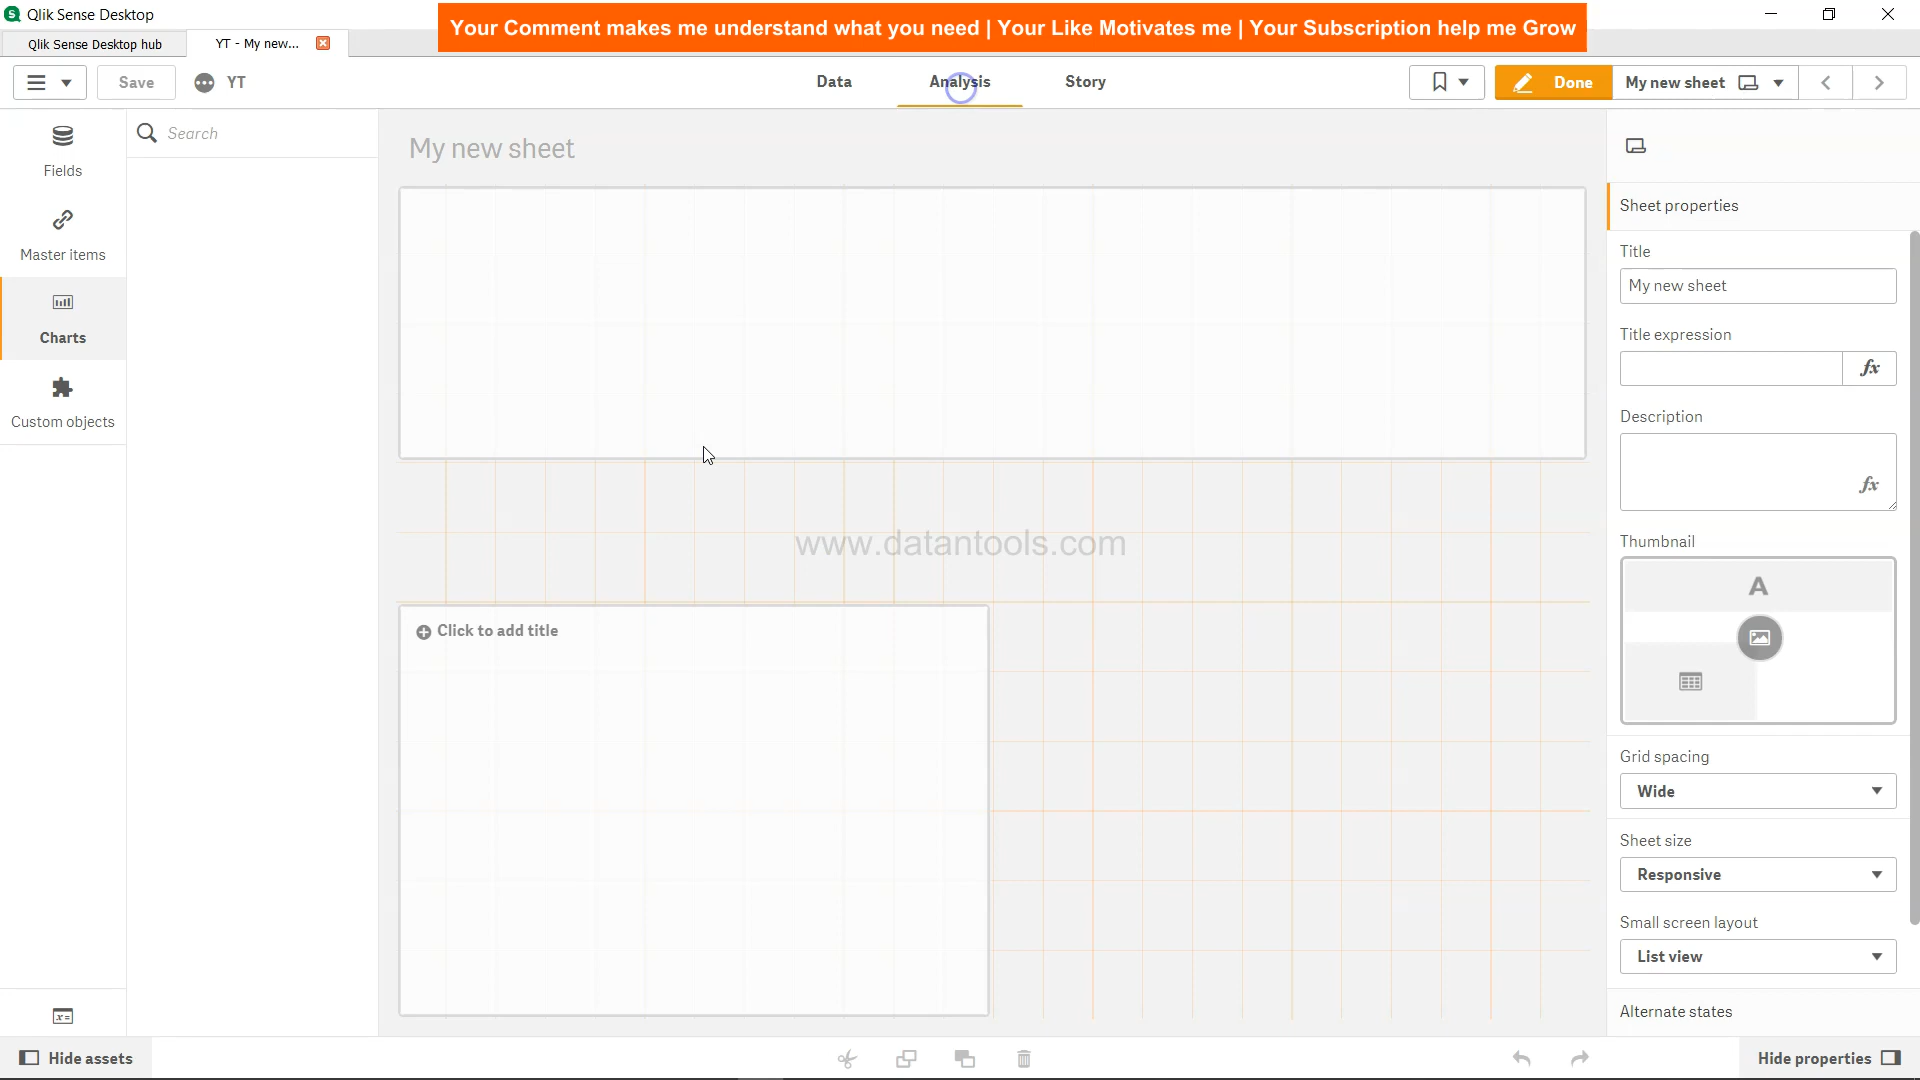 Qlik Sense Desktop
Your Comment makes me understand what you need | Your Like Motivates me | Your Subscription help me Grow
Qlik Sense Desktop hub
YT - My new...
Save
YT
Data
Analysis
Story
Done
My new sheet
Fields
Master items
Charts
Custom objects
Search
My new sheet
www.datantools.com
Click to add title
Sheet properties
Title
My new sheet
Title expression
fx
Description
fx
Thumbnail
A
Grid spacing
Wide
Sheet size
Responsive
Small screen layout
List view
Alternate states
x=
Hide assets
Hide properties